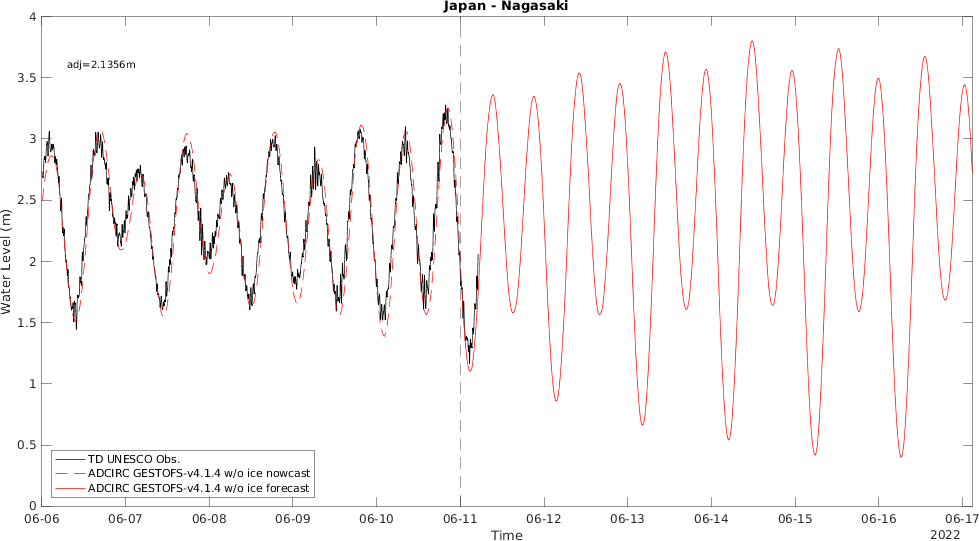 Japan - Nagasaki
4
adj=2.1356m
3.5
3
2.5
2
1.5
1
0.5
0
Water Level (m)
TD UNESCO Obs.
ADCIRC GESTOFS-v4.1.4 w/o ice nowcast
ADCIRC GESTOFS-v4.1.4 w/o ice forecast
06-06 06-07 06-08 06-09 06-10 06-11 06-12 06-13 06-14 06-15 06-16 06-17
Time
2022